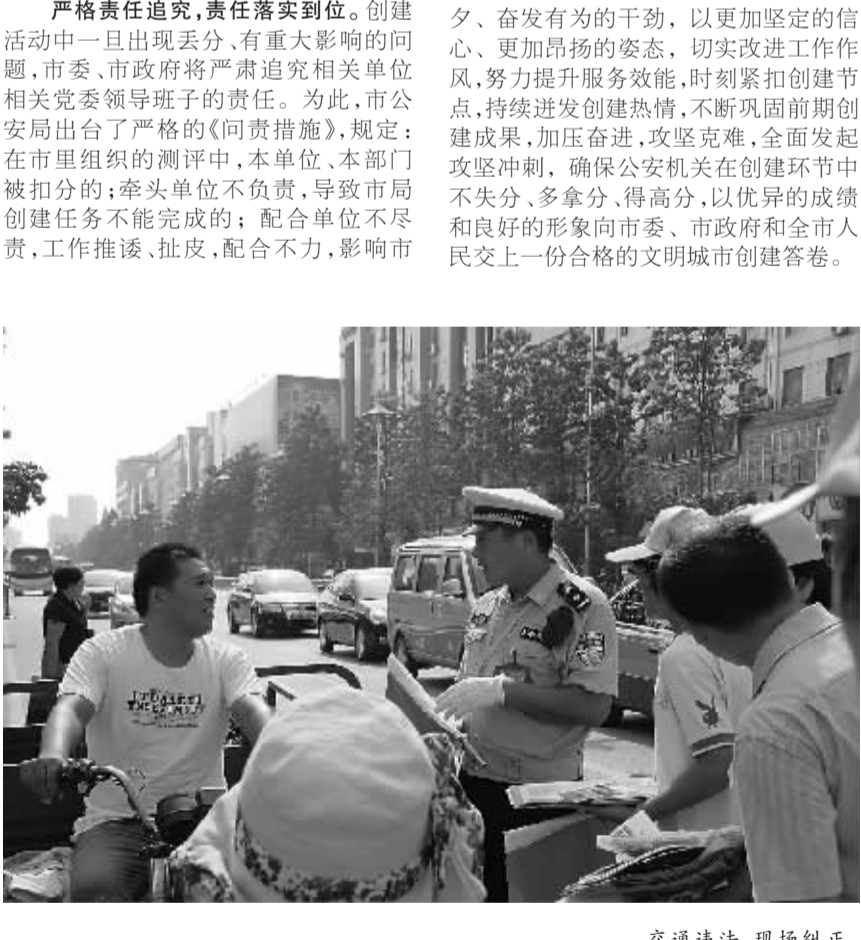 严格责任追究,责任落实到位。创建
活动中一旦出现丢分、有重大影响的问
题,市委、市政府将严肃追究相关单位
相关党委领导班子的责任。为此,市公
安局出台了严格的《问责措施》,规定:
在市里组织的测评中,本单位、本部门
被扣分的;牵头单位不负责,导致市局
创建任务不能完成的;配合单位不尽
责,工作推诿、扯皮,配合不力,影响市
夕、奋发有为的干劲,以更加坚定的信
心、更加昂扬的姿态,切实改进工作作
风,努力提升服务效能,时刻紧扣创建节
点,持续迸发创建热情,不断巩固前期创
建成果,加压奋进,攻坚克难,全面发起
攻坚冲刺,确保公安机关在创建环节中
不失分、多拿分、得高分,以优异的成绩
和良好的形象向市委、市政府和全市人
民交上一份合格的文明城市创建答卷。
交通违法 现场纠正